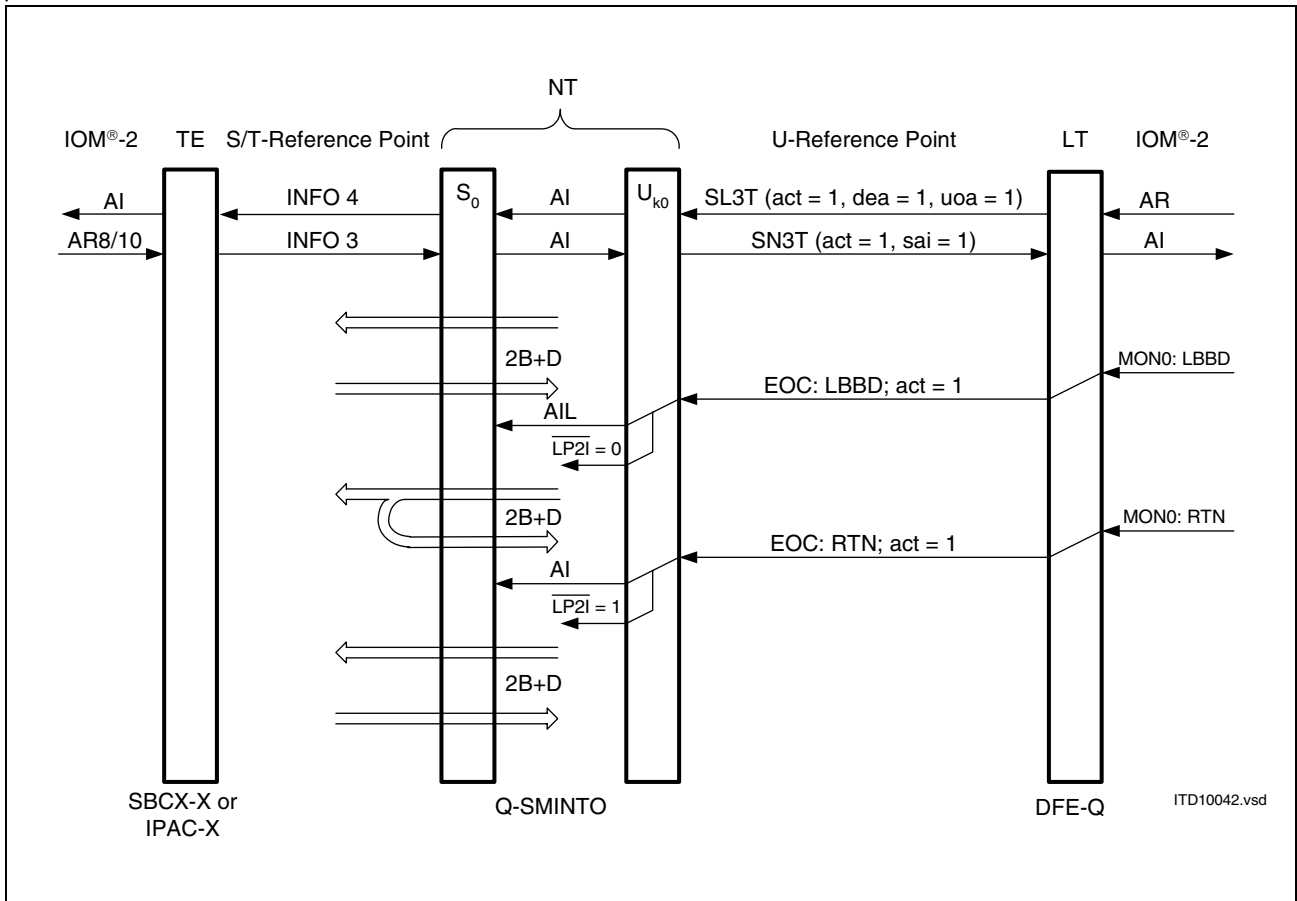 NT
IOM®-2 TE S/T-Reference Point U-Reference Point LT IOM®-2
S0 Uk0
AI INFO 4 AI SL3T (act = 1, dea = 1, uoa = 1) AR
AR8/10 INFO 3 AI SN3T (act = 1, sai = 1) AI
2B+D
MON0: LBBD
EOC: LBBD; act = 1
AIL
LP2I = 0
2B+D
MON0: RTN
EOC: RTN; act = 1
AI
LP2I = 1
2B+D
SBCX-X or
IPAC-X
Q-SMINTO
DFE-Q
ITD10042.vsd